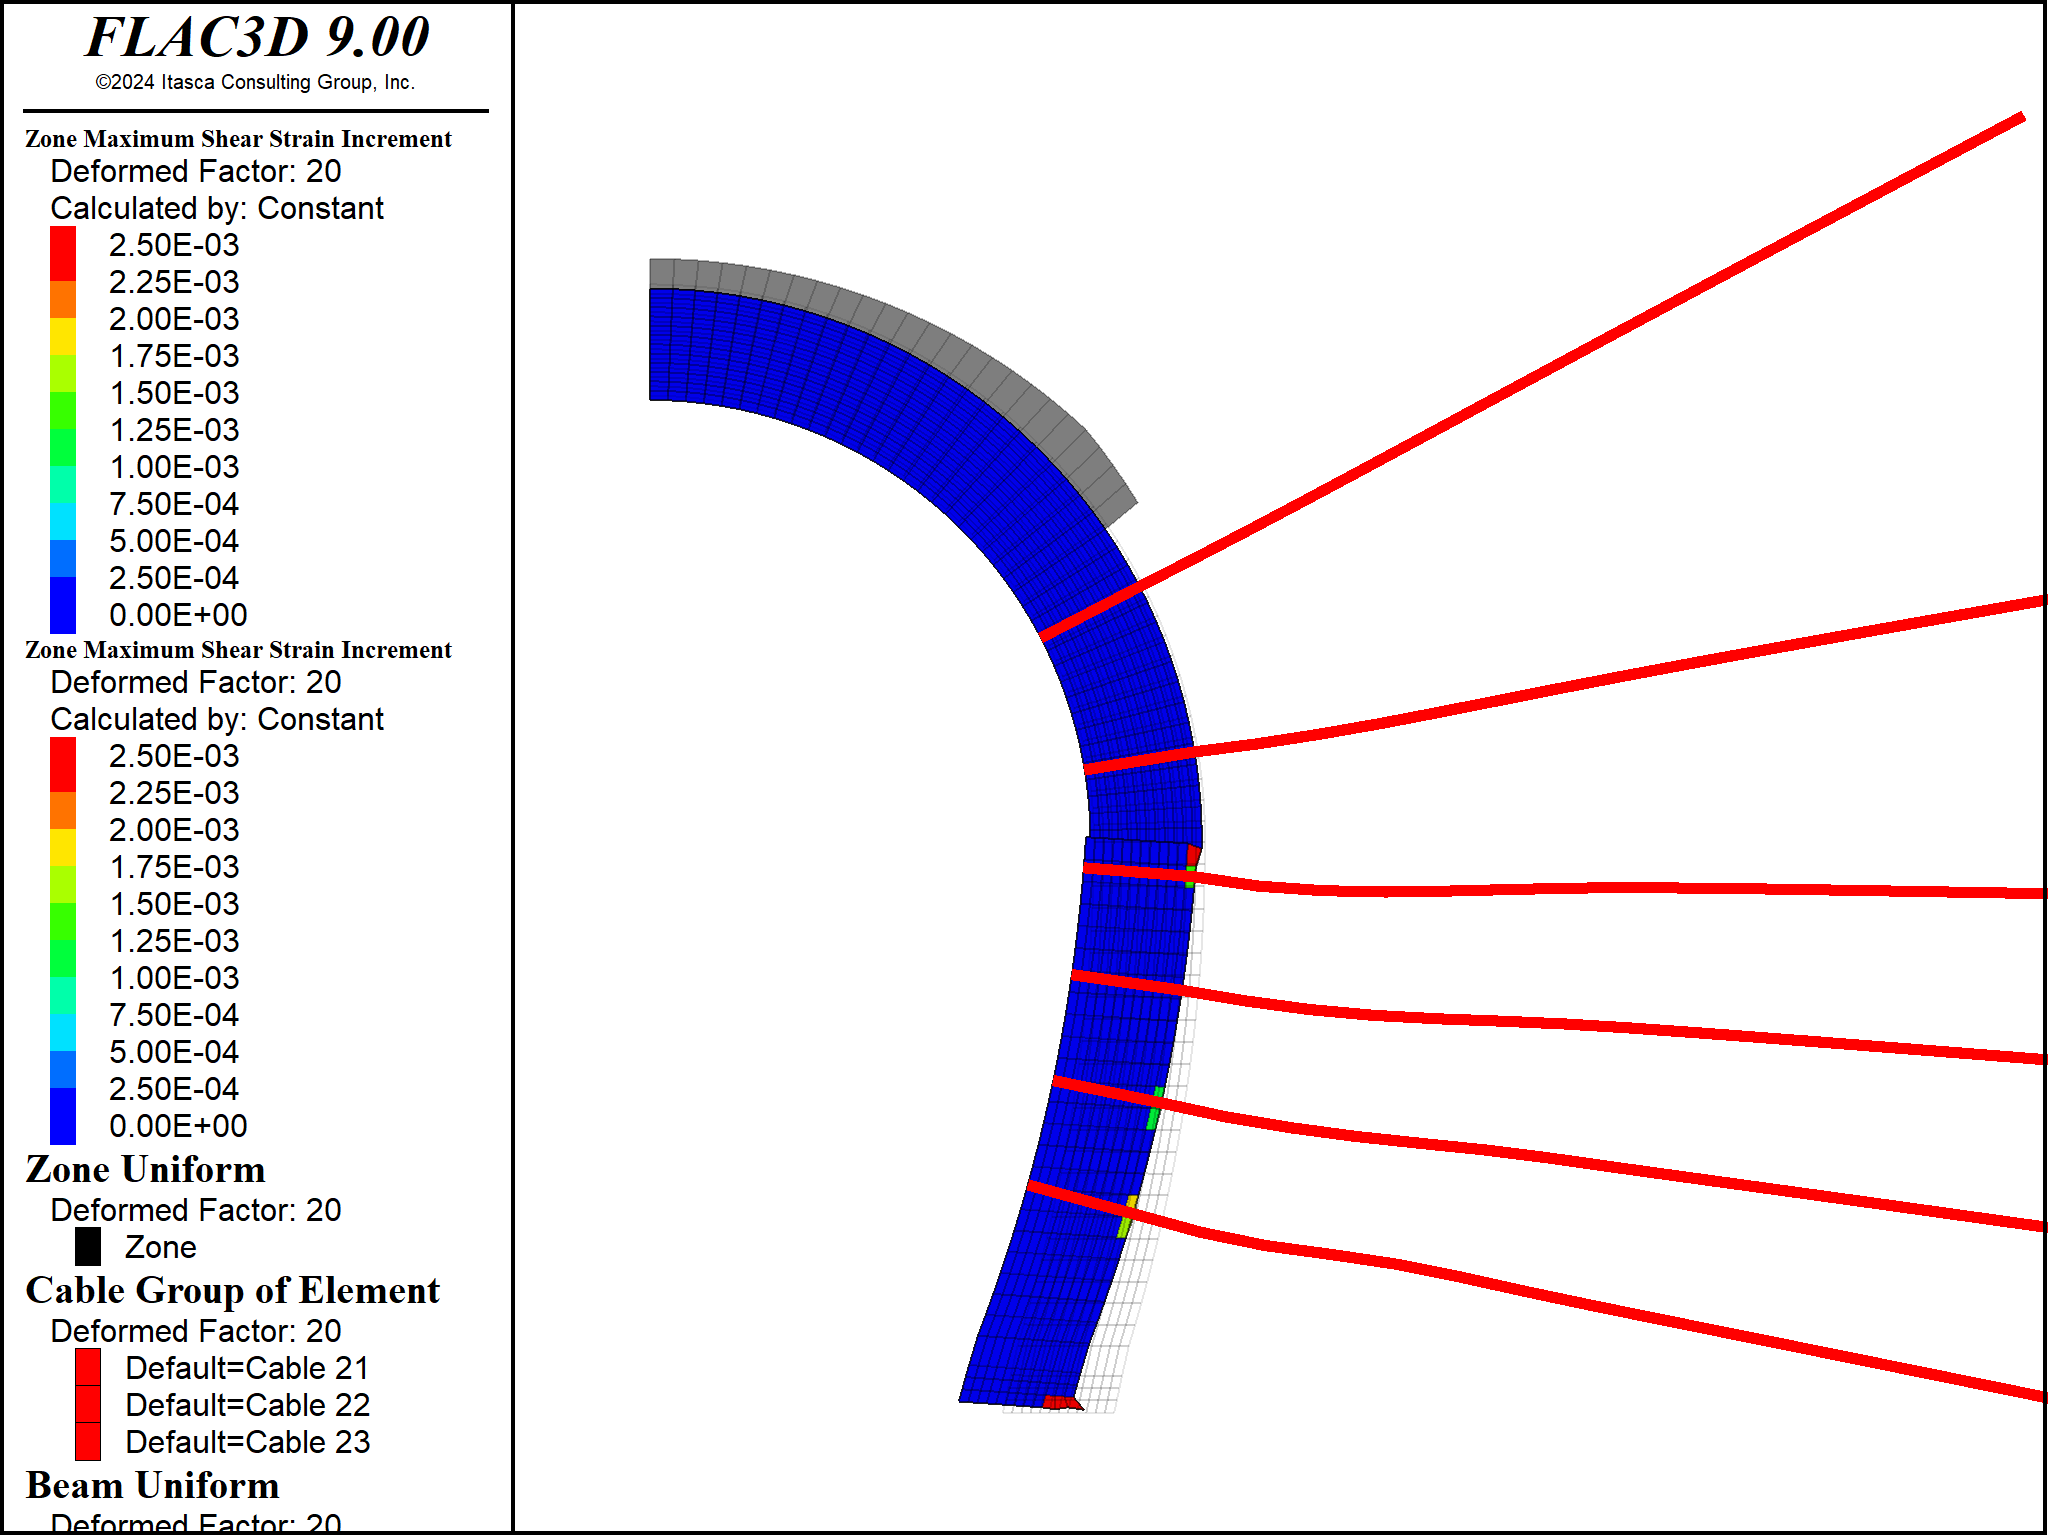 FLAC3D 9.00
©2024 Itasca Consulting Group, Inc.
Zone Maximum Shear Strain Increment
Deformed Factor: 20
Calculated by: Constant
2.50E-03
2.25E-03
2.00E-03
1.75E-03
1.50E-03
1.25E-03
1.00E-03
7.50E-04
5.00E-04
2.50E-04
0.00E+00
Zone Maximum Shear Strain Increment
Deformed Factor: 20
Calculated by: Constant
2.50E-03
2.25E-03
2.00E-03
1.75E-03
1.50E-03
1.25E-03
1.00E-03
7.50E-04
5.00E-04
2.50E-04
0.00E+00
Zone Uniform
Deformed Factor: 20
Zone
Cable Group of Element
Deformed Factor: 20
Default=Cable 21
Default=Cable 22
Default=Cable 23
Beam Uniform
Deformed Factor: 20